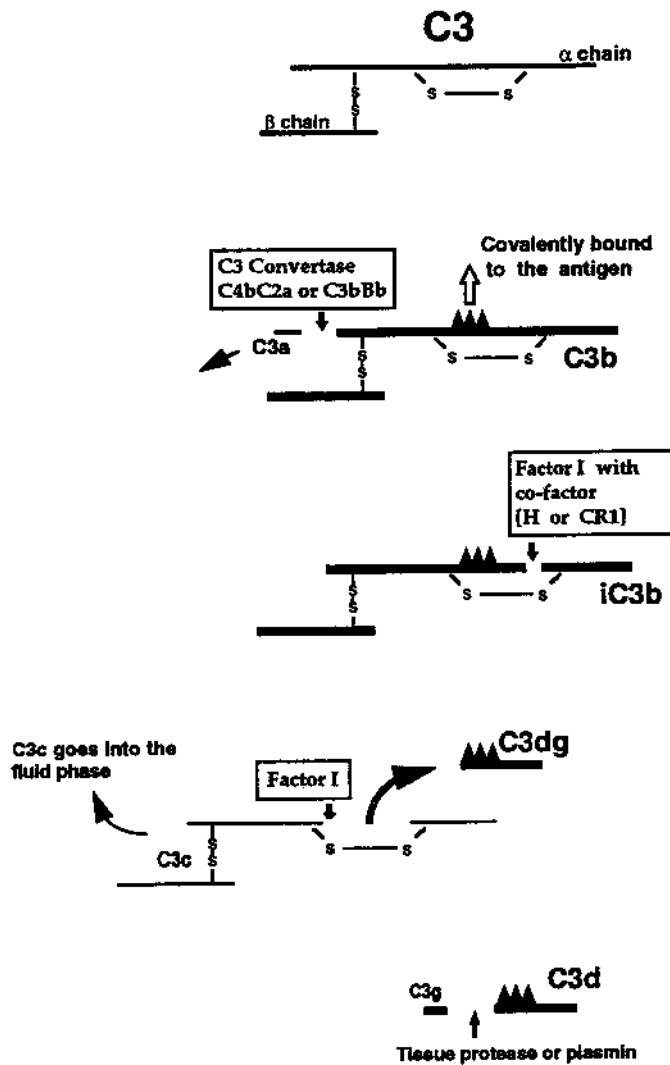 C3
α chain
S
S
S S
β chain
Covalently bound
to the antigen
C3 Convertase
C4bC2a or C3bBb
C3a
S
S
S S
C3b
Factor I with
co-factor
[H or CR1]
S
S
S S
iC3b
C3c goes into the
fluid phase
C3dg
Factor I
C3c
S
S
S S
C3g
C3d
Tissue protease or plasmin